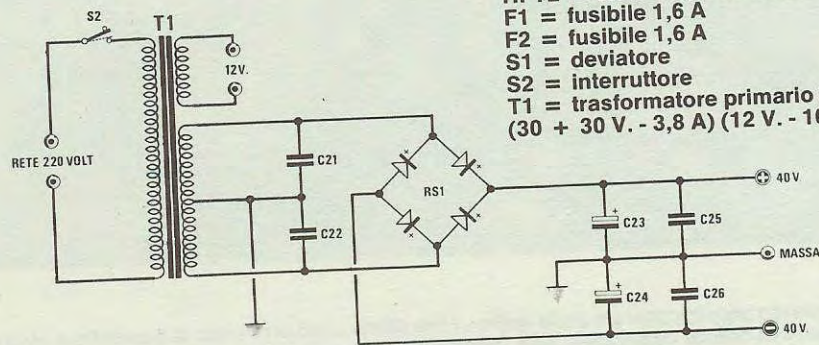 F1 = fusibile 1,6 A
F2 = fusibile 1,6 A
S1 = deviatore
S2 = interruttore
T1 = trasformatore primario
(30 + 30 V. - 3,8 A) (12 V. -
S2
T1
12V.
RETE 220 VOLT
C21
C22
RS1
C23
C25
C24
C26
+ 40 V
MASSA
- 40 V.